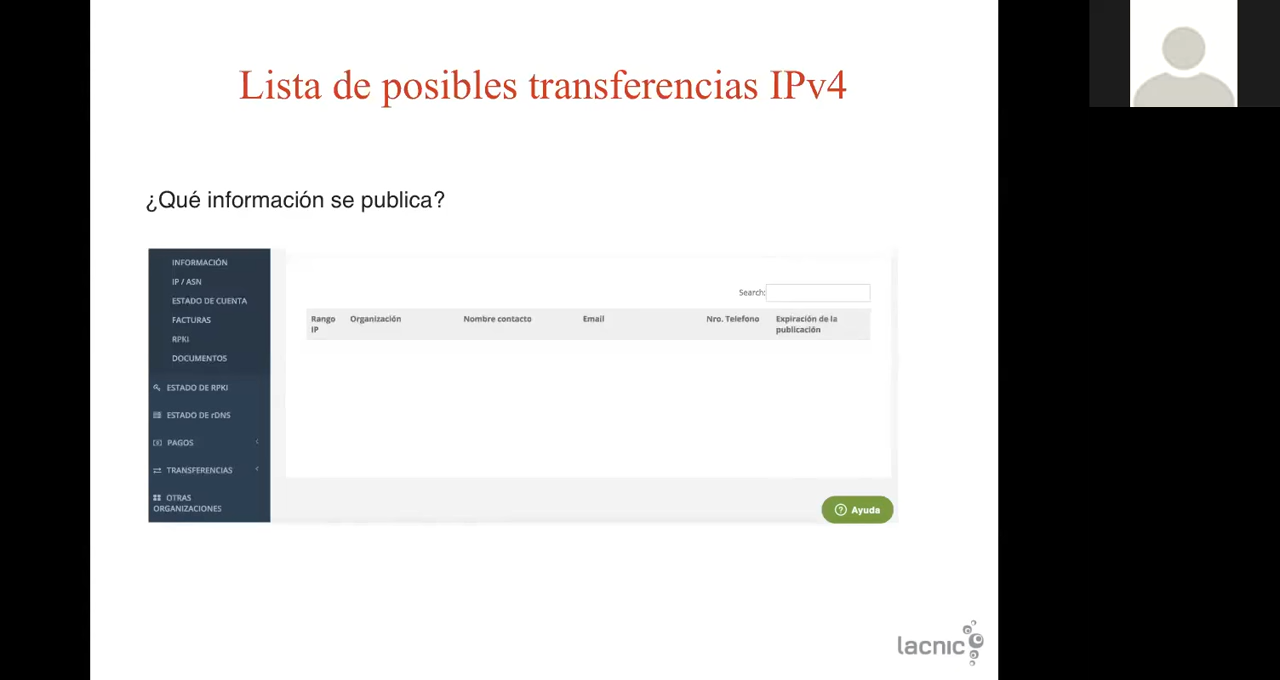 Lista de posibles transferencias IPv4
¿Qué información se publica?
INFORMACIÓN
IP / ASN
ESTADO DE CUENTA
FACTURAS
RPKI
DOCUMENTOS
ESTADO DE RPKI
ESTADO DE rDNS
PAGOS
TRANSFERENCIAS
OTRAS
ORGANIZACIONES
Search:
Rango
IP
Organización
Nombre contacto
Email
Nro. Telefono
Expiración de la
publicación
Ayuda
lacnic